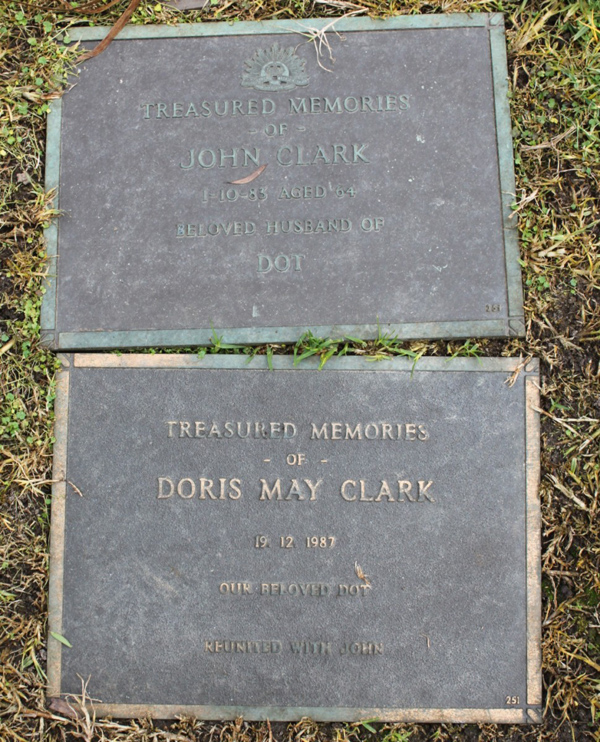 TREASURED MEMORIES
- OF -
JOHN CLARK
1-10-83 AGED 64
BELOVED HUSBAND OF
DOT
251
TREASURED MEMORIES
- OF -
DORIS MAY CLARK
19. 12. 1987
OUR BELOVED DOT
REUNITED WITH JOHN
251